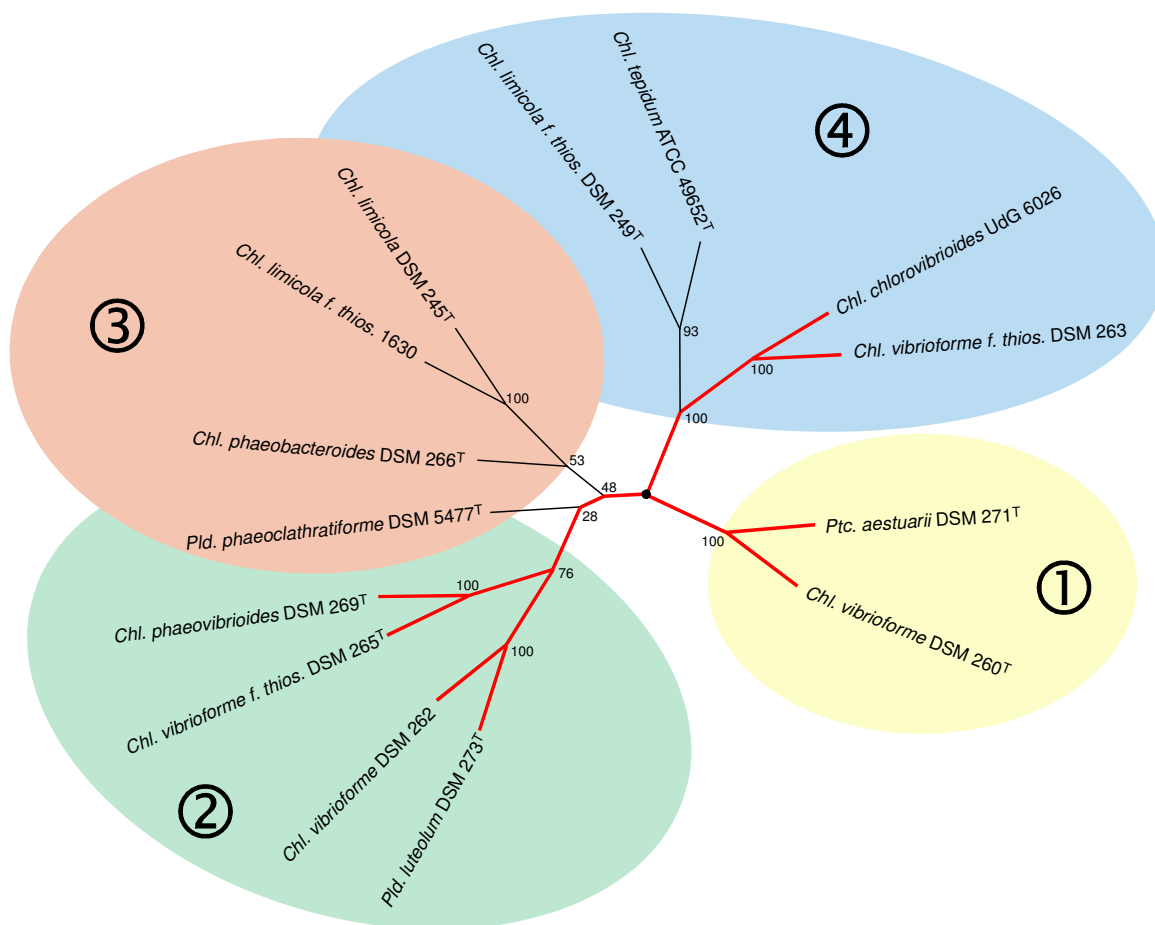 Chl. limicola f. thios. DSM 249T
Chl. tepidum ATCC 49652T
④
Chl. chlorovibrioides UdG 6026
Chl. vibrioforme f. thios. DSM 263
93
100
100
③
Chl. limicola DSM 245T
Chl. limicola f. thios. 1630
100
Chl. phaeobacteroides DSM 266T
53
48
Pld. phaeoclathratiforme DSM 5477T
28
①
Ptc. aestuarii DSM 271T
Chl. vibrioforme DSM 260T
100
76
100
Chl. phaeovibrioides DSM 269T
Chl. vibrioforme f. thios. DSM 265T
100
Chl. vibrioforme DSM 262
Pld. luteolum DSM 273T
②